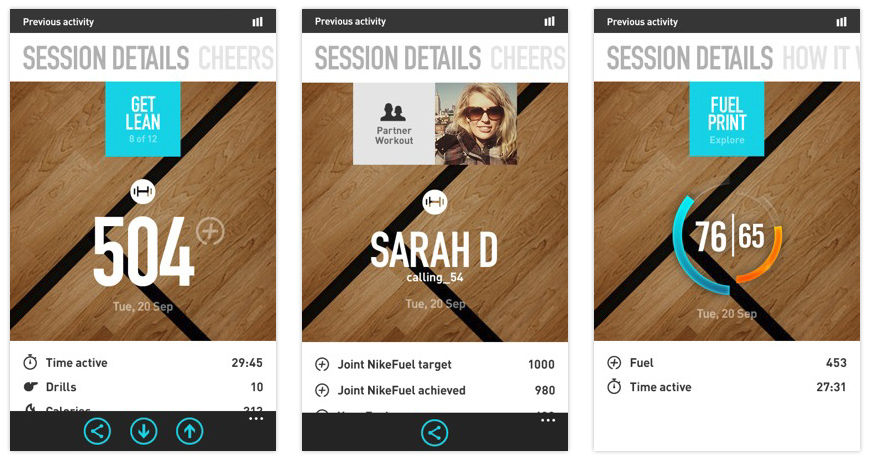 Previous activity
SESSION DETAILS CHEERS
GET
LEAN
8 of 12
504
Tue, 20 Sep
Time active 29:45
Drills 10
Calories 312
Previous activity
SESSION DETAILS CHEERS
Partner
Workout
SARAH D
calling_54
Tue, 20 Sep
Joint NikeFuel target 1000
Joint NikeFuel achieved 980
Previous activity
SESSION DETAILS HOW IT
FUEL
PRINT
Explore
76 65
Tue, 20 Sep
Fuel 453
Time active 27:31